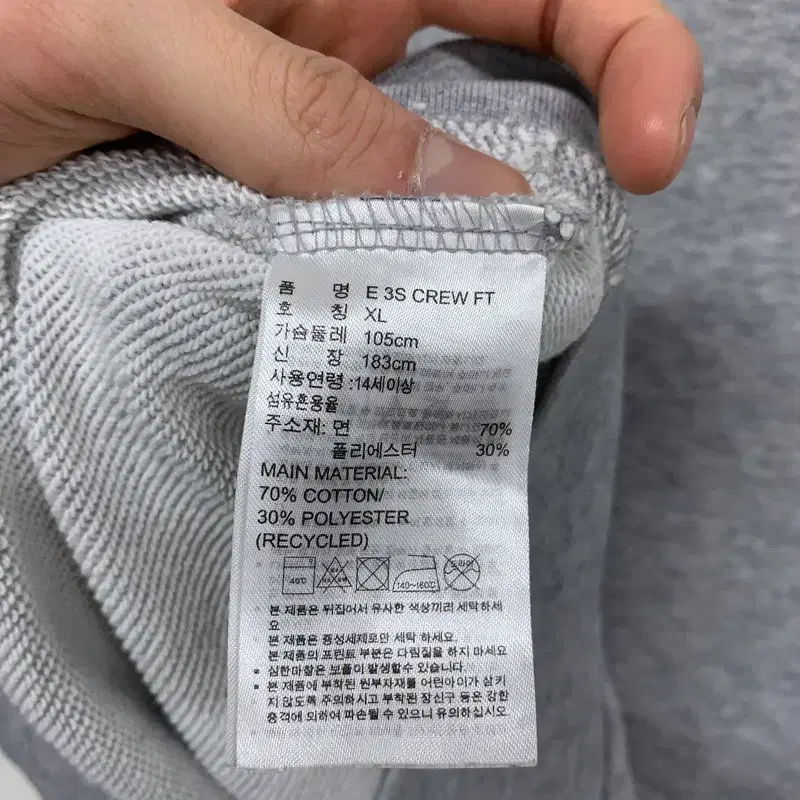 품 명 E 3S CREW FT
호 칭 XL
가슴둘레 105cm
신 장 183cm
사용연령 :14세이상
섬유혼용율
주소재: 면 70%
폴리에스터 30%
MAIN MATERIAL:
70% COTTON/
30% POLYESTER
(RECYCLED)
40℃ 140~160℃ 드라이
본 제품은 뒤집어서 유사한 색상끼리 세탁하세
요
본 제품은 중성세제로만 세탁 하세요.
본 제품의 프린트 부분은 다림질을 하지 마세요
심한마찰은 보풀이 발생할수 있습니다.
본 제품에 부착된 원부자재를 어린아이가 삼키
지 않도록 주의하시고 부착된 장신구 등은 강한
충격에 의하여 파손될 수 있으니 유의하십시오